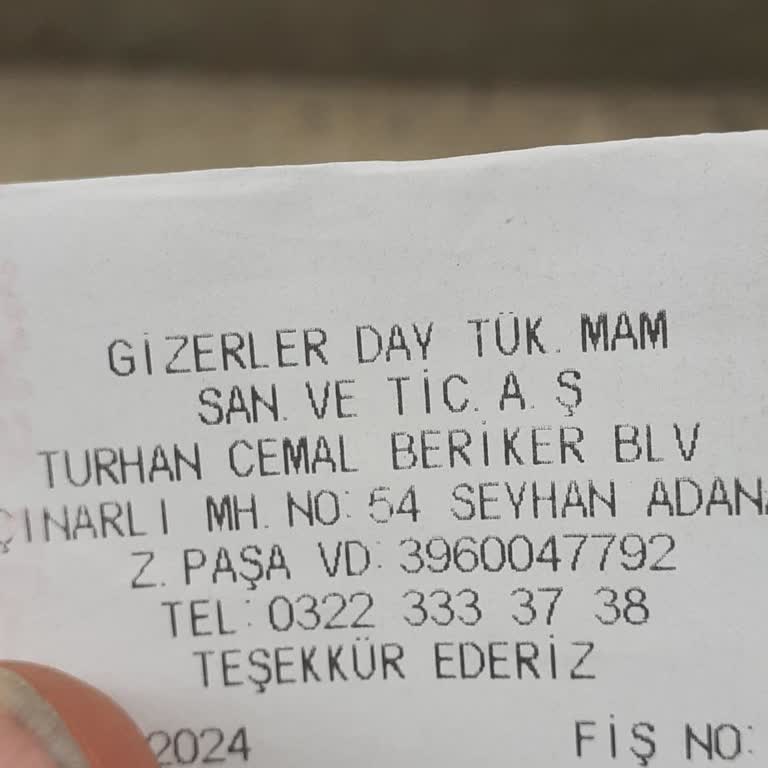 GİZERLER DAY TÜK. MAM
SAN. VE TİC. A. Ş
TURHAN CEMAL BERİKER BLV
ÇINARLI MH. NO: 54 SEYHAN ADANA
Z. PAŞA VD: 3960047792
TEL: 0322 333 37 38
TEŞEKKÜR EDERİZ
2024 FİŞ NO: